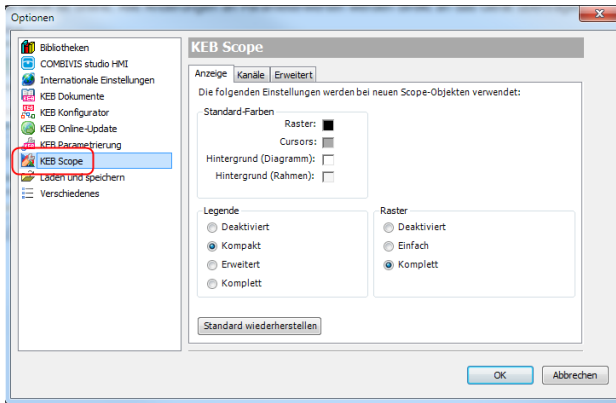 Optionen
Bibliotheken
COMBIVIS studio HMI
Internationale Einstellungen
KEB Dokumente
KEB Konfigurator
KEB Online-Update
KEB Parametrierung
KEB Scope
Laden und speichern
Verschiedenes
KEB Scope
Anzeige Kanäle Erweitert
Die folgenden Einstellungen werden bei neuen Scope-Objekten verwendet:
Standard-Farben
Raster:
Cursors:
Hintergrund (Diagramm):
Hintergrund (Rahmen):
Legende
Deaktiviert
Kompakt
Erweitert
Komplett
Raster
Deaktiviert
Einfach
Komplett
Standard wiederherstellen
OK Abbrechen